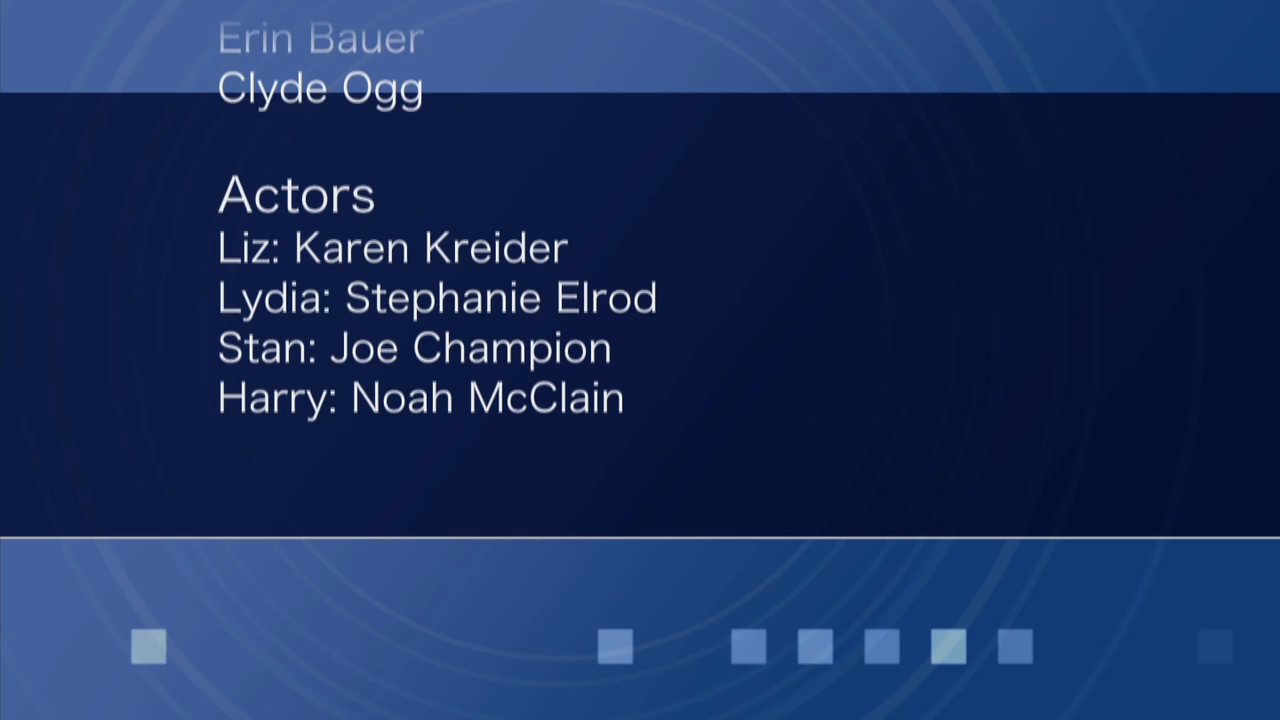 Erin Bauer
Clyde Ogg
Actors
Liz: Karen Kreider
Lydia: Stephanie Elrod
Stan: Joe Champion
Harry: Noah McClain